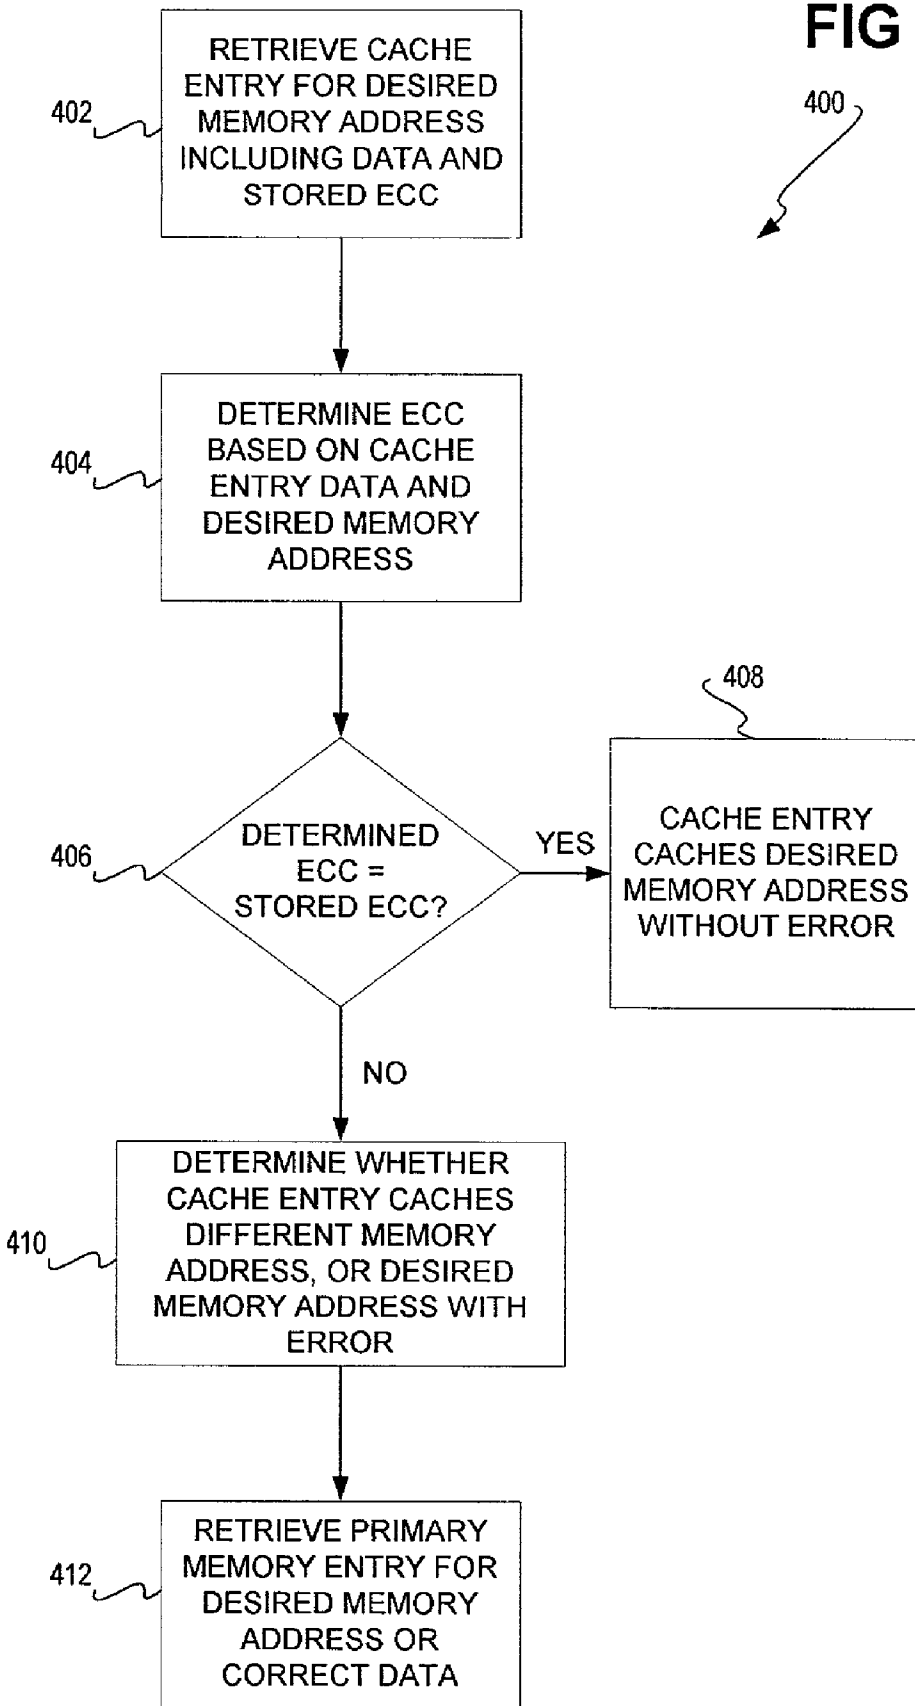 FIG
400
402
RETRIEVE CACHE
ENTRY FOR DESIRED
MEMORY ADDRESS
INCLUDING DATA AND
STORED ECC
404
DETERMINE ECC
BASED ON CACHE
ENTRY DATA AND
DESIRED MEMORY
ADDRESS
406
DETERMINED
ECC =
STORED ECC?
YES
408
CACHE ENTRY
CACHES DESIRED
MEMORY ADDRESS
WITHOUT ERROR
NO
410
DETERMINE WHETHER
CACHE ENTRY CACHES
DIFFERENT MEMORY
ADDRESS, OR DESIRED
MEMORY ADDRESS WITH
ERROR
412
RETRIEVE PRIMARY
MEMORY ENTRY FOR
DESIRED MEMORY
ADDRESS OR
CORRECT DATA